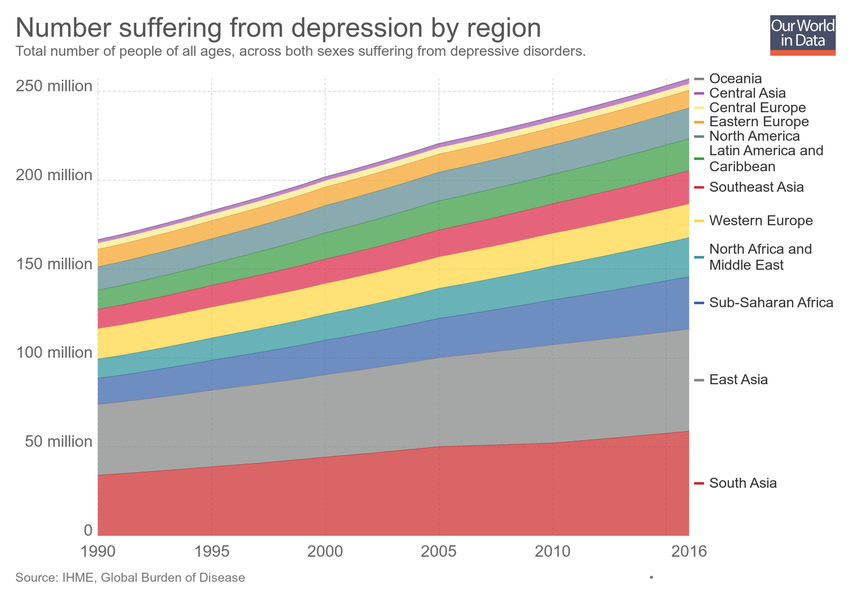 Number suffering from depression by region
Total number of people of all ages, across both sexes suffering from depressive disorders.
Our World
in Data
250 million
200 million
150 million
100 million
50 million
0
1990
1995
2000
2005
2010
2016
Oceania
Central Asia
Central Europe
Eastern Europe
North America
Latin America and
Caribbean
Southeast Asia
Western Europe
North Africa and
Middle East
Sub-Saharan Africa
East Asia
South Asia
Source: IHME, Global Burden of Disease